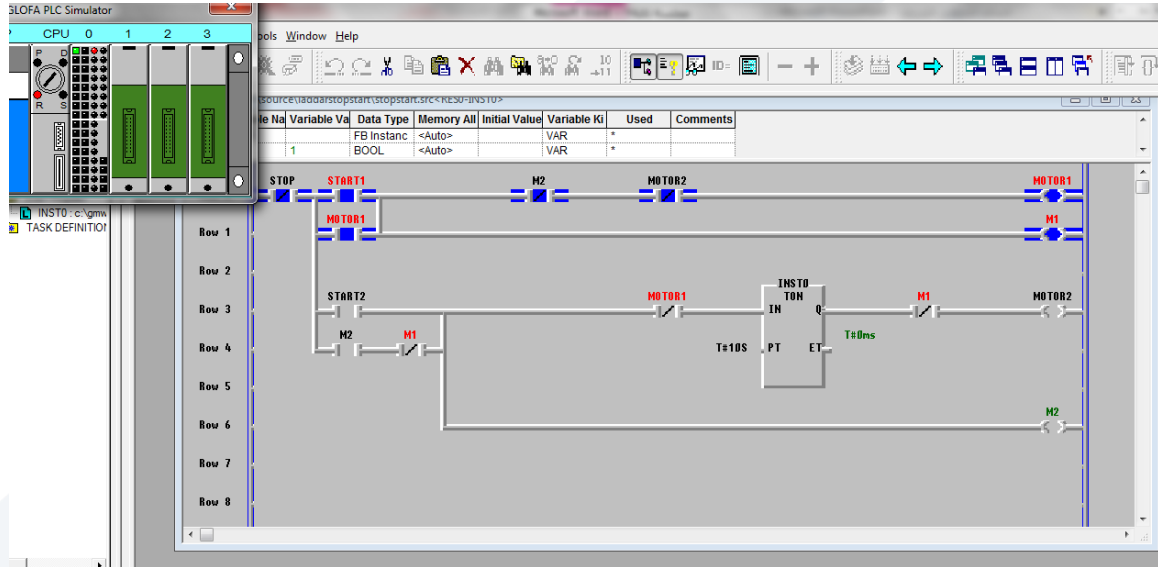 GLOFA PLC Simulator
CPU 0 1 2 3
P D
R S
ools Window Help
\source\laddarstopstart\stopstart.src<RES0-INST0>
le Na Variable Va Data Type Memory All Initial Value Variable Ki Used Comments
FB Instanc <Auto> VAR *
1 BOOL <Auto> VAR *
INST0 : c:\gmw
TASK DEFINITION
STOP START1 M2 MOTOR2 MOTOR1
MOTOR1 M1
Row 1
Row 2
INST0
START2 MOTOR1 TON M1 MOTOR2
Row 3 IN Q
M2 M1 T#0ms
Row 4 T#10S PT ET
Row 5
M2
Row 6
Row 7
Row 8